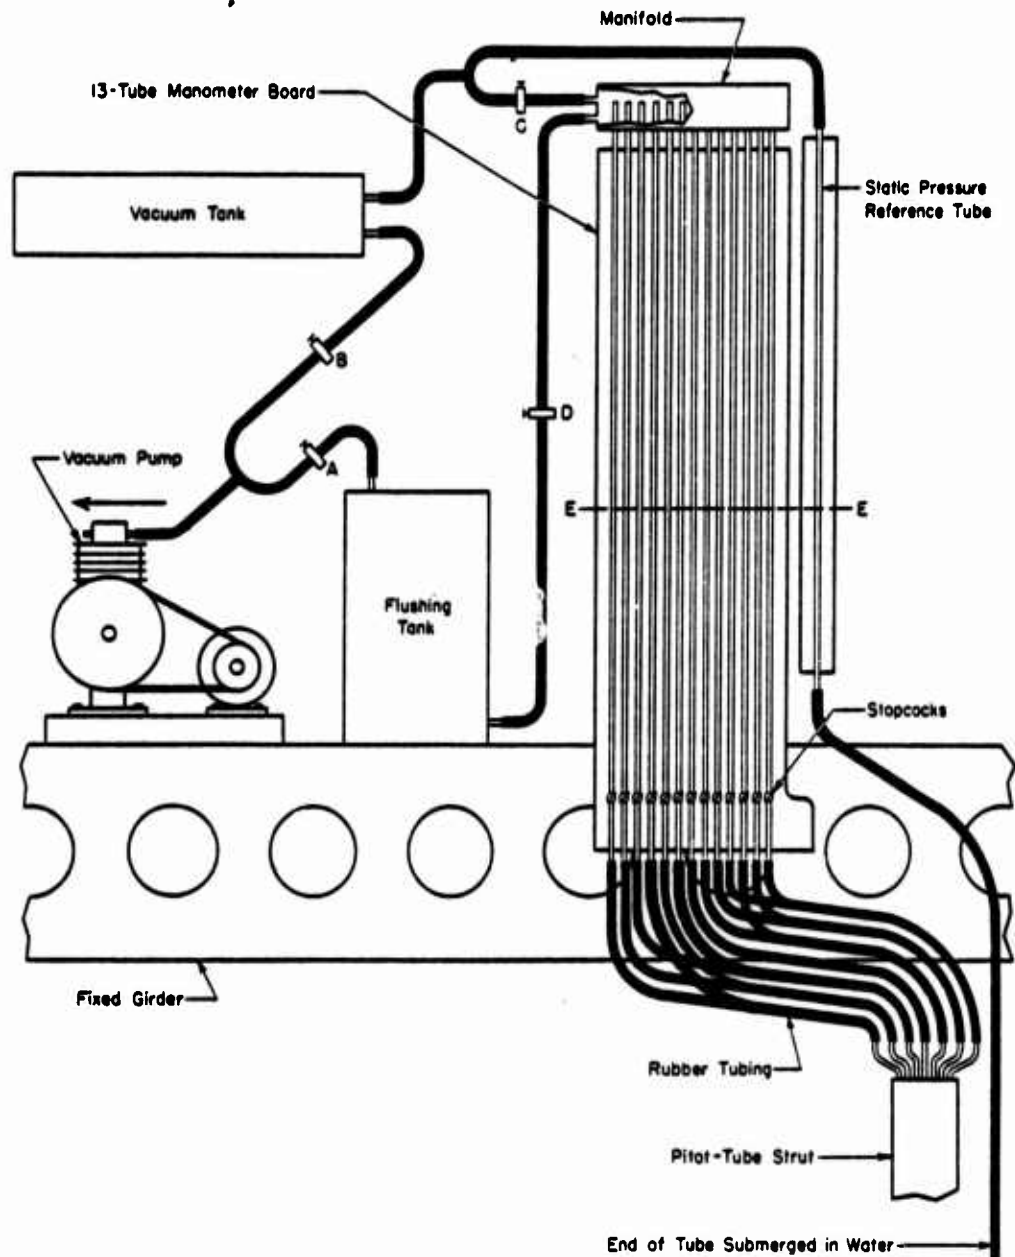 Manifold
13-Tube Manometer Board
C
Static Pressure
Reference Tube
Vacuum Tank
B
D
Vacuum Pump
A
E
E
Flushing
Tank
Stopcocks
Fixed Girder
Rubber Tubing
Pitot-Tube Strut
End of Tube Submerged in Water